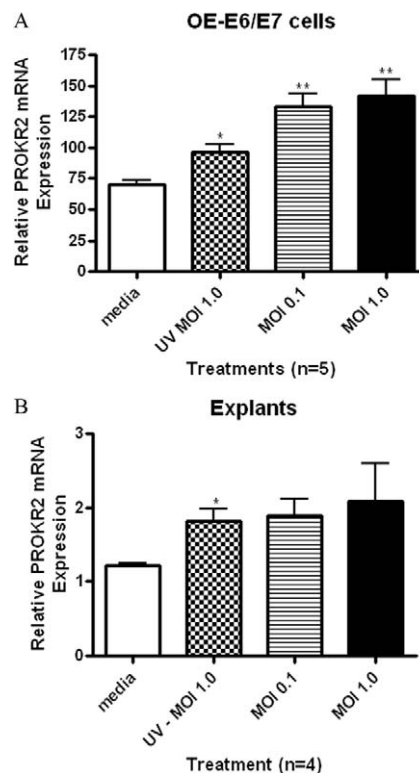 A
OE-E6/E7 cells
Relative PROKR2 mRNA
Expression
175
150
125
100
75
50
25
0
*
**
**
media
UV MOI 1.0
MOI 0.1
MOI 1.0
Treatments (n=5)
B
Explants
Relative PROKR2 mRNA
Expression
3
2
1
0
*
media
UV - MOI 1.0
MOI 0.1
MOI 1.0
Treatment (n=4)